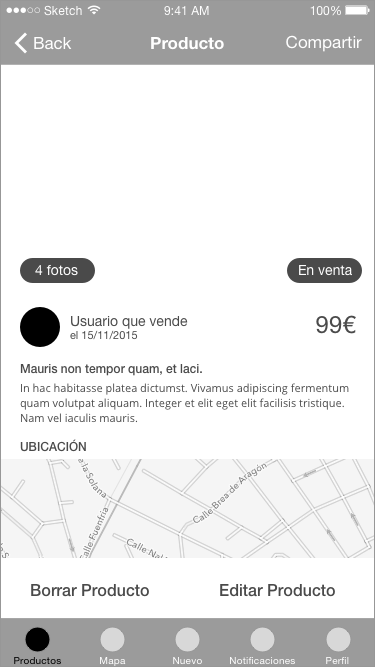 Sketch 9:41 AM 100%
Back Producto Compartir
4 fotos En venta
Usuario que vende 99€
el 15/11/2015
Mauris non tempor quam, et laci.
In hac habitasse platea dictumst. Vivamus adipiscing fermentum
quam volutpat aliquam. Integer et elit eget elit facilisis tristique.
Nam vel iaculis mauris.
UBICACIÓN
e la Solana
Calle Brea de Aragón
alle Fuenfría
Calle
Borrar Producto Editar Producto
Productos Mapa Nuevo Notificaciones Perfil